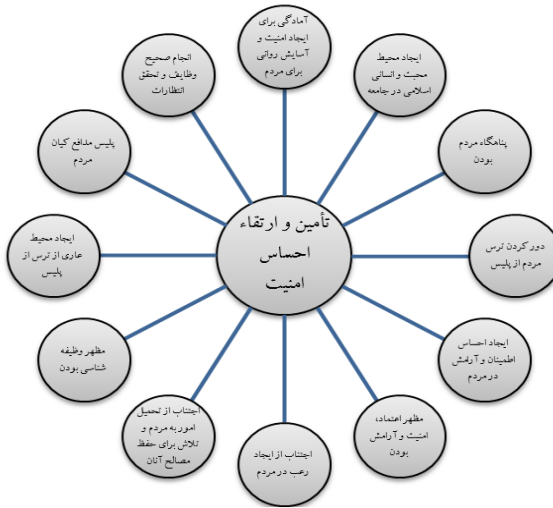 تأمین و ارتقاء
احساس
امنیت
آمادگی برای
ایجاد امنیت و
آسایش روانی
برای مردم
ایجاد محیط
محبت و انسانی
اسلامی در جامعه
پناهگاه مردم
بودن
دور کردن ترس
مردم از پلیس
ایجاد احساس
اطمینان و آرامش
در مردم
مظهر اعتماد،
امنیت و آرامش
بودن
اجتناب از ایجاد
رعب در مردم
اجتناب از تحمیل
امور به مردم و
تلاش برای حفظ
مصالح آنان
مظهر وظیفه
شناسی بودن
ایجاد محیط
عاری از ترس از
پلیس
پلیس مدافع کیان
مردم
انجام صحیح
وظایف و تحقق
انتظارات